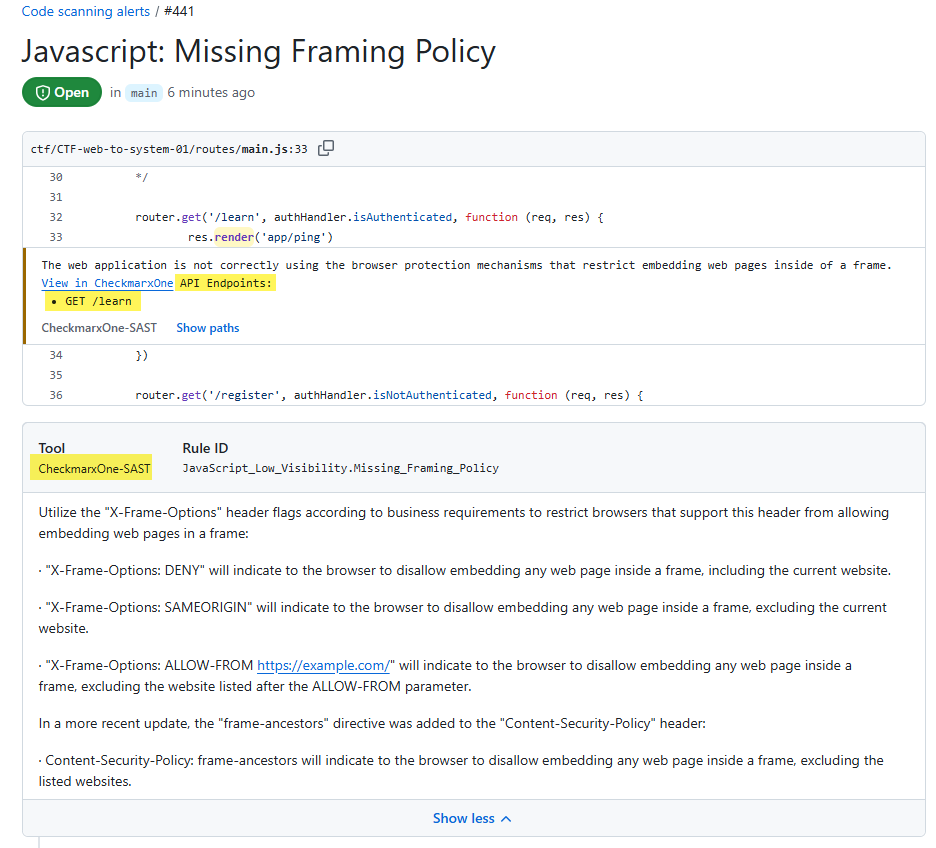 Code scanning alerts / #441
Javascript: Missing Framing Policy
Open in main 6 minutes ago
ctf/CTF-web-to-system-01/routes/main.js:33
30 */
31
32 router.get('/learn', authHandler.isAuthenticated, function (req, res) {
33 res.render('app/ping')
The web application is not correctly using the browser protection mechanisms that restrict embedding web pages inside of a frame.
View in CheckmarxOne API Endpoints:
• GET /learn
CheckmarxOne-SAST Show paths
34 })
35
36 router.get('/register', authHandler.isNotAuthenticated, function (req, res) {
Tool Rule ID
CheckmarxOne-SAST JavaScript_Low_Visibility.Missing_Framing_Policy
Utilize the "X-Frame-Options" header flags according to business requirements to restrict browsers that support this header from allowing
embedding web pages in a frame:
· "X-Frame-Options: DENY" will indicate to the browser to disallow embedding any web page inside a frame, including the current website.
· "X-Frame-Options: SAMEORIGIN" will indicate to the browser to disallow embedding any web page inside a frame, excluding the current
website.
· "X-Frame-Options: ALLOW-FROM https://example.com/" will indicate to the browser to disallow embedding any web page inside a
frame, excluding the website listed after the ALLOW-FROM parameter.
In a more recent update, the "frame-ancestors" directive was added to the "Content-Security-Policy" header:
· Content-Security-Policy: frame-ancestors will indicate to the browser to disallow embedding any web page inside a frame, excluding the
listed websites.
Show less